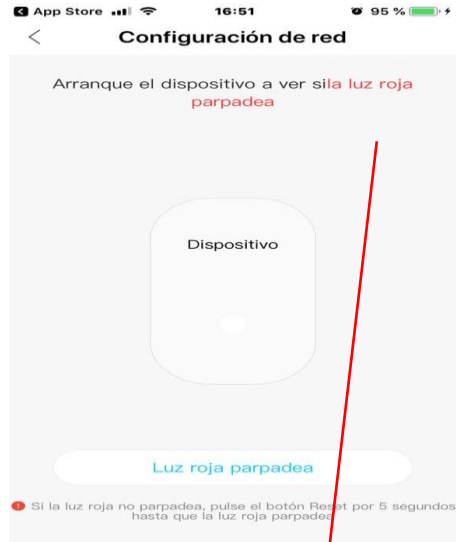 App Store 16:51 95 %
Configuración de red
Arranque el dispositivo a ver sila luz roja
parpadea
Dispositivo
Luz roja parpadea
Si la luz roja no parpadea, pulse el botón Reset por 5 segundos
hasta que la luz roja parpadea